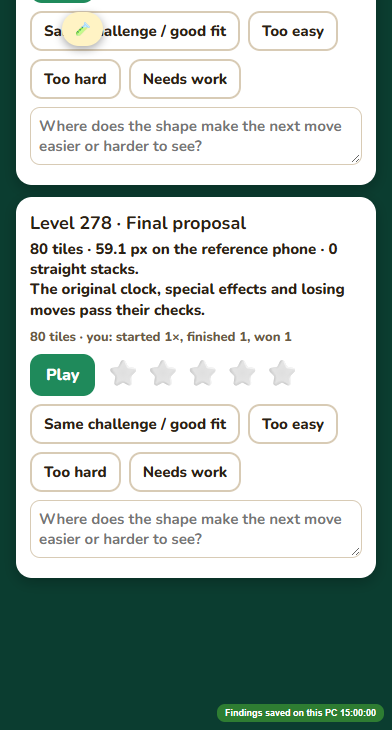 Sa allenge / good fit
Too easy
Too hard
Needs work
Where does the shape make the next move
easier or harder to see?
Level 278 · Final proposal
80 tiles · 59.1 px on the reference phone · 0
straight stacks.
The original clock, special effects and losing
moves pass their checks.
80 tiles · you: started 1×, finished 1, won 1
Play
Same challenge / good fit
Too easy
Too hard
Needs work
Where does the shape make the next move
easier or harder to see?
Findings saved on this PC 15:00:00